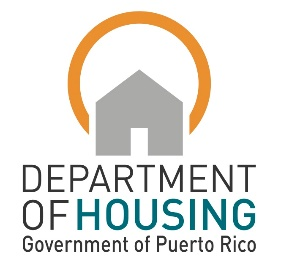 DEPARTMENT
OF HOUSING
Government of Puerto Rico